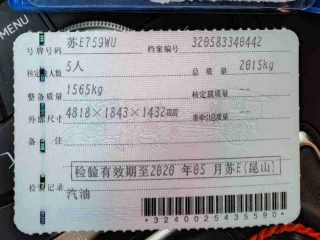 MENU
号牌号码 苏E759WU 档案编号 320583340442
核定载人数 5人 总质量 2015kg
整备质量 1565kg 核定载质量 --
外廓尺寸 4818×1843×1432mm 准牵引总质量 --
备注
检验有效期至2020 年05 月苏E(昆山)
检验记录
汽油
*3240025435590*